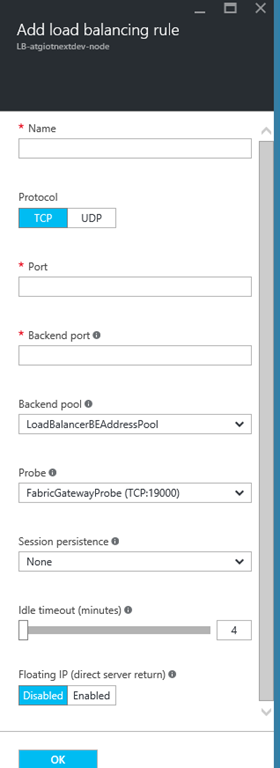 Add load balancing rule
LB-atgiotnextdev-node
* Name
Protocol
TCP UDP
* Port
* Backend port
Backend pool
LoadBalancerBEAddressPool
Probe
FabricGatewayProbe (TCP:19000)
Session persistence
None
Idle timeout (minutes)
4
Floating IP (direct server return)
Disabled Enabled
OK